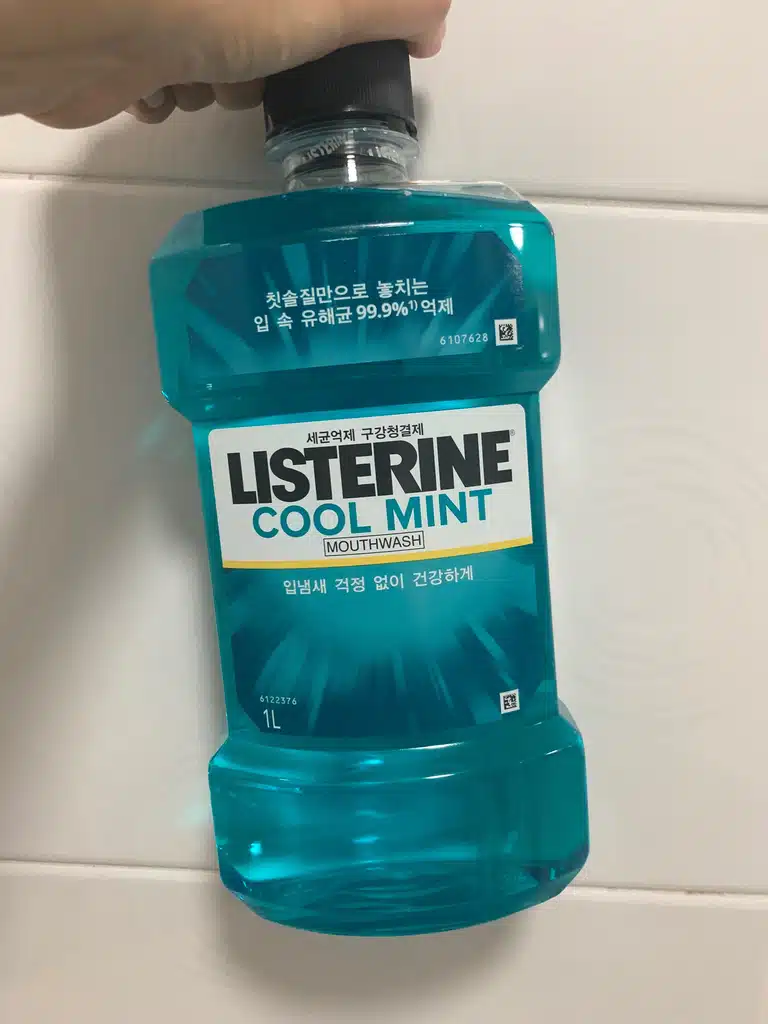 LISTERINE
칫솔질만으로 놓치는
입 속 유해균 99.9%¹⁾ 억제
6107628
세균억제 구강청결제
LISTERINE®
COOL MINT
MOUTHWASH
입냄새 걱정 없이 건강하게
6122376
1L